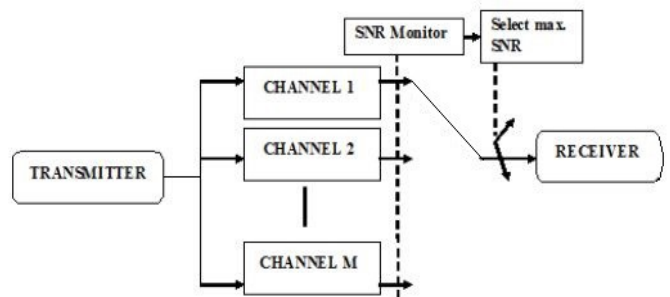 SNR Monitor
Select max.
SNR
CHANNEL 1
CHANNEL 2
TRANSMITTER
RECEIVER
CHANNEL M